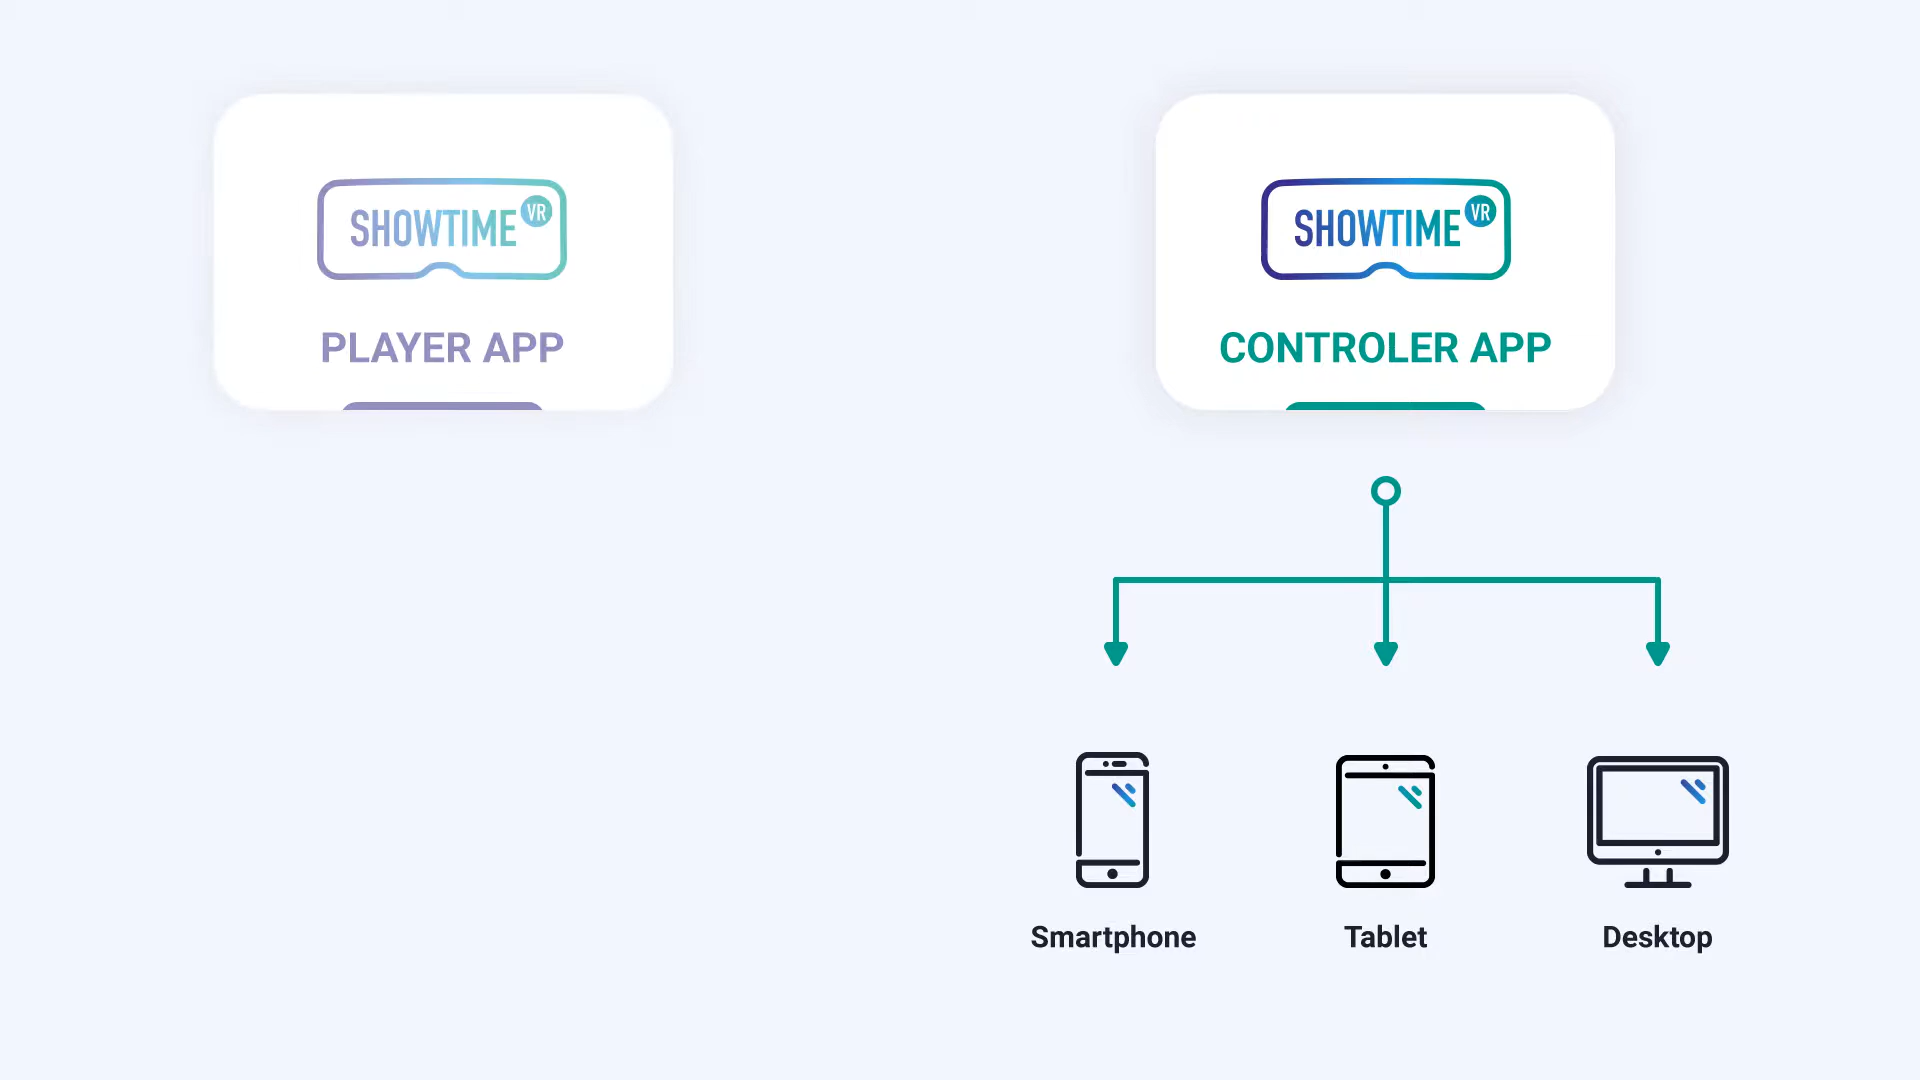 SHOWTIME VR
PLAYER APP
SHOWTIME VR
CONTROLER APP
Smartphone
Tablet
Desktop